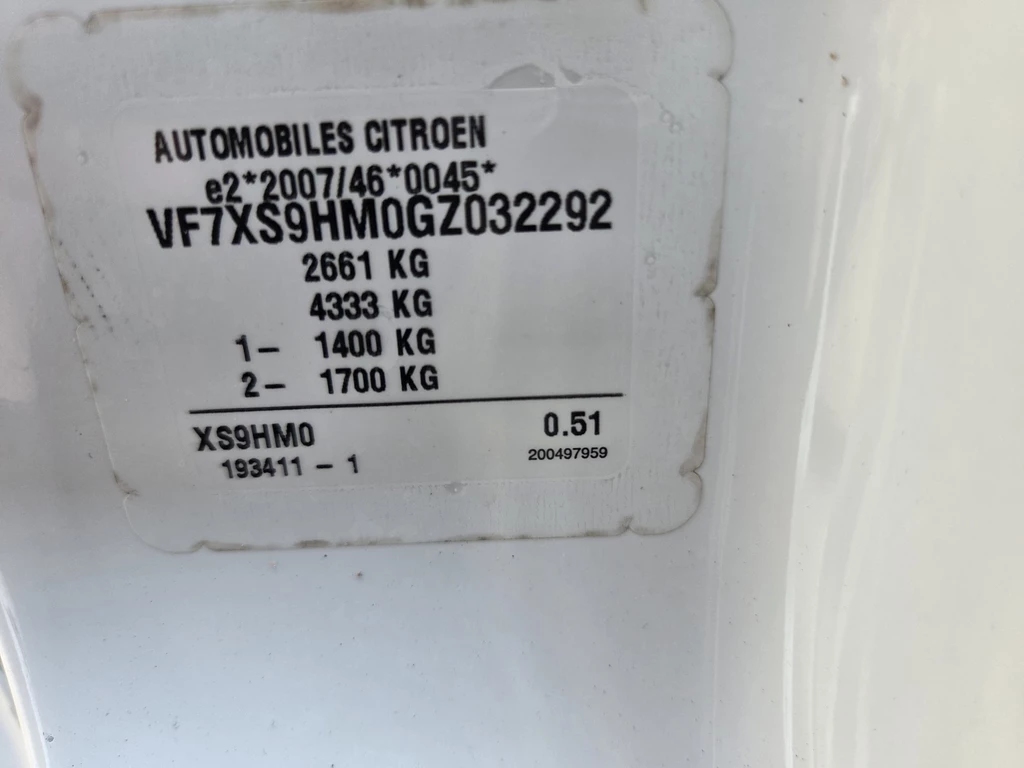 AUTOMOBILES CITROEN
e2*2007/46*0045*
VF7XS9HM0GZ032292
2661 KG
4333 KG
1- 1400 KG
2- 1700 KG
XS9HM0 0.51
193411 - 1 200497959